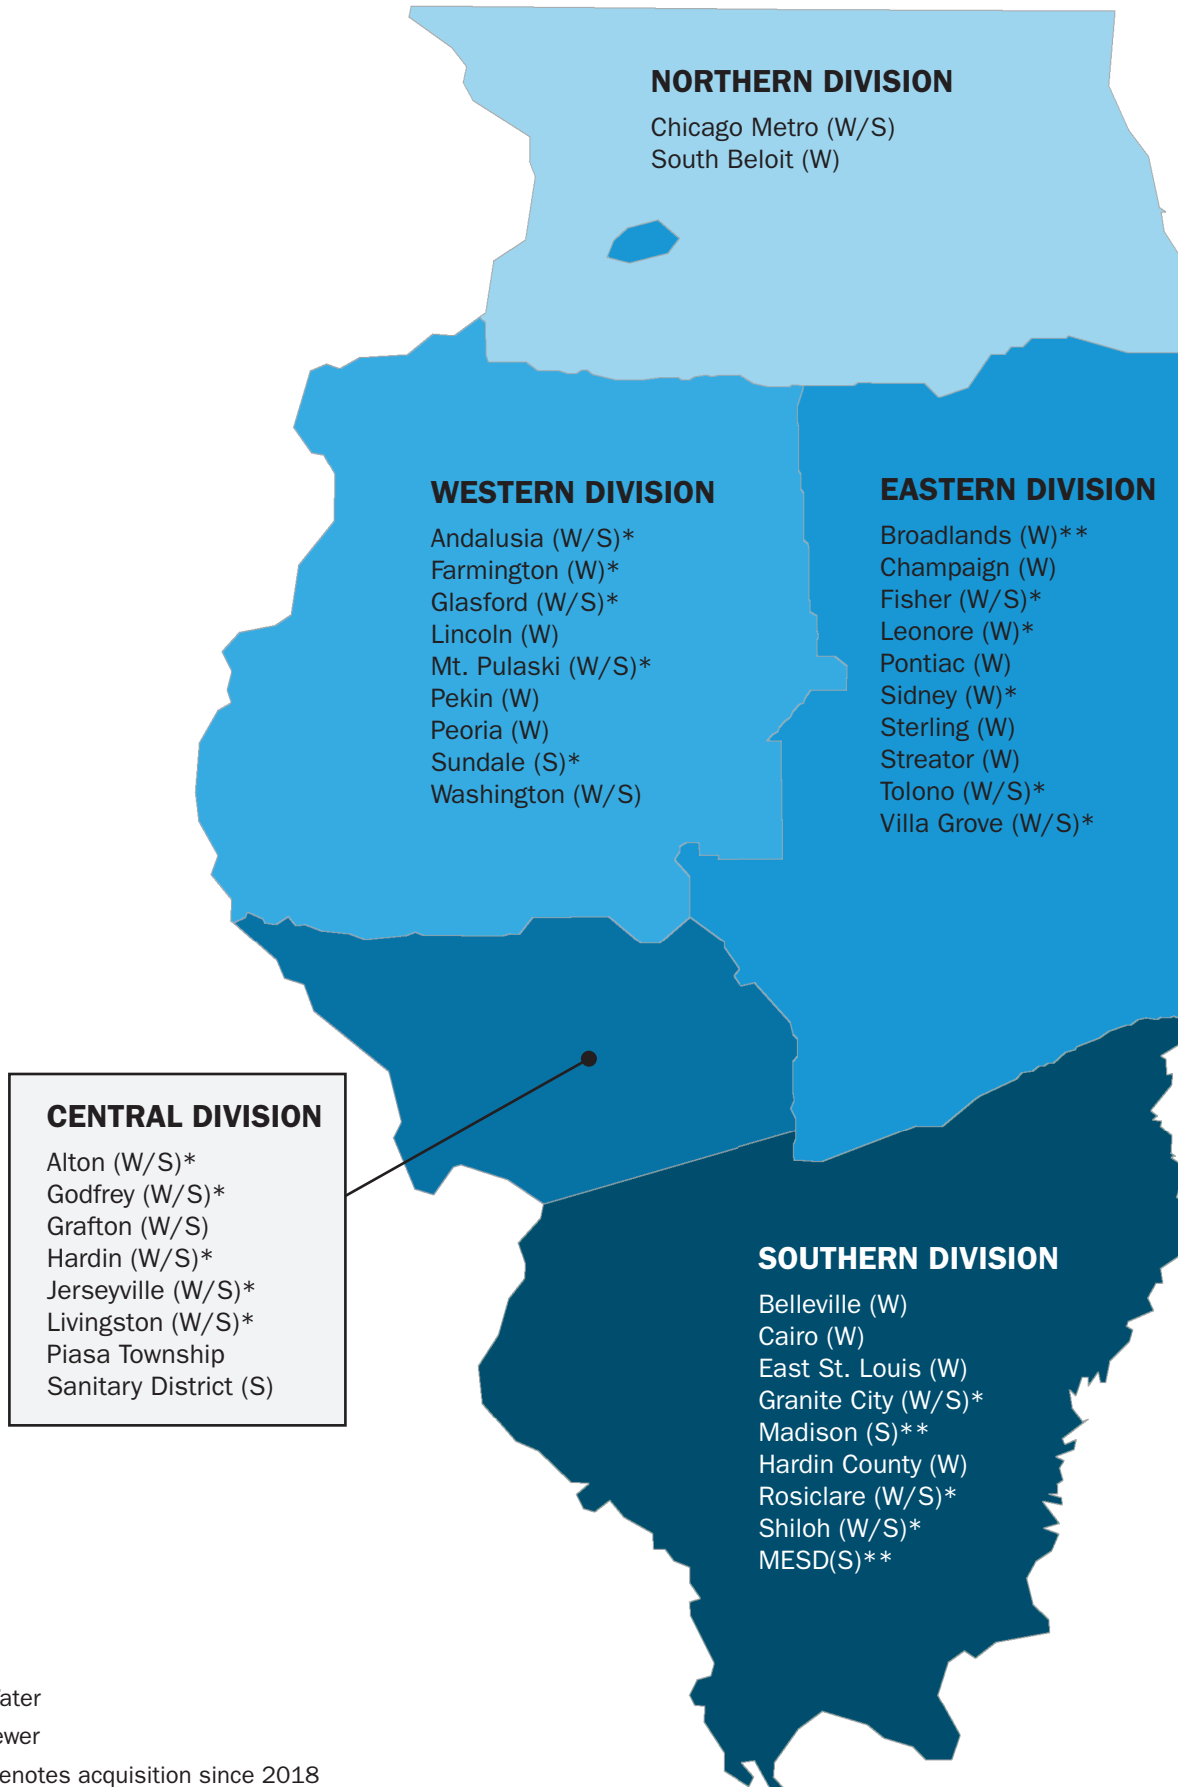 NORTHERN DIVISION
Chicago Metro (W/S)
South Beloit (W)
WESTERN DIVISION
Andalusia (W/S)*
Farmington (W)*
Glasford (W/S)*
Lincoln (W)
Mt. Pulaski (W/S)*
Pekin (W)
Peoria (W)
Sundale (S)*
Washington (W/S)
EASTERN DIVISION
Broadlands (W)**
Champaign (W)
Fisher (W/S)*
Leonore (W)*
Pontiac (W)
Sidney (W)*
Sterling (W)
Streator (W)
Tolono (W/S)*
Villa Grove (W/S)*
CENTRAL DIVISION
Alton (W/S)*
Godfrey (W/S)*
Grafton (W/S)
Hardin (W/S)*
Jerseyville (W/S)*
Livingston (W/S)*
Piasa Township
Sanitary District (S)
SOUTHERN DIVISION
Belleville (W)
Cairo (W)
East St. Louis (W)
Granite City (W/S)*
Madison (S)**
Hardin County (W)
Rosiclare (W/S)*
Shiloh (W/S)*
MESD(S)**
ater
ewer
enotes acquisition since 2018